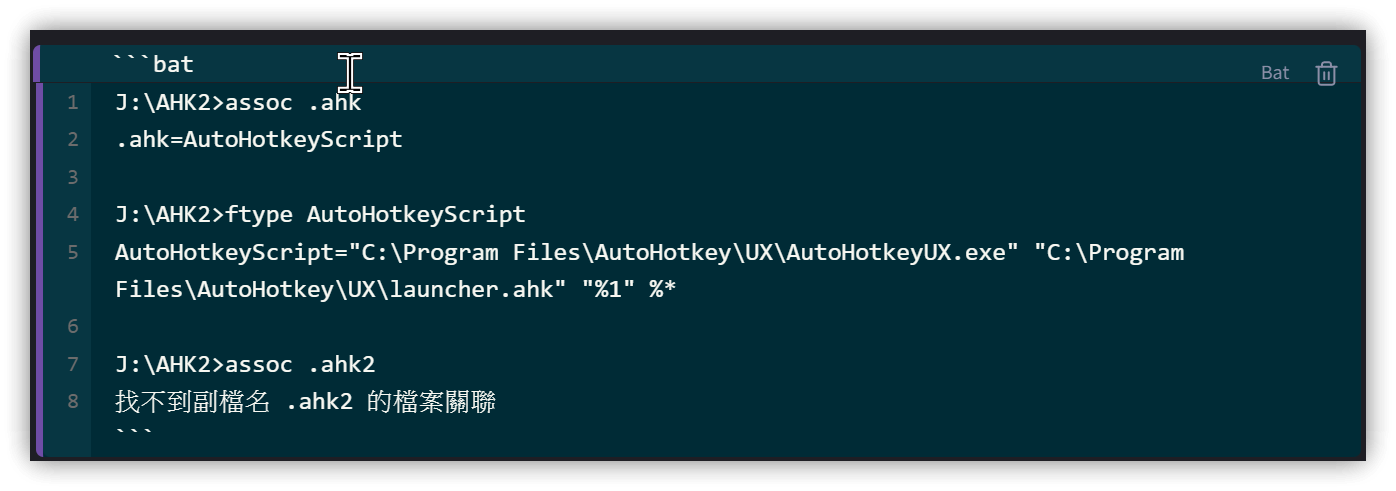 ```bat
Bat
1 J:\AHK2>assoc .ahk
2 .ahk=AutoHotkeyScript
3
4 J:\AHK2>ftype AutoHotkeyScript
5 AutoHotkeyScript="C:\Program Files\AutoHotkey\UX\AutoHotkeyUX.exe" "C:\Program
Files\AutoHotkey\UX\launcher.ahk" "%1" %*
6
7 J:\AHK2>assoc .ahk2
8 找不到副檔名 .ahk2 的檔案關聯
```